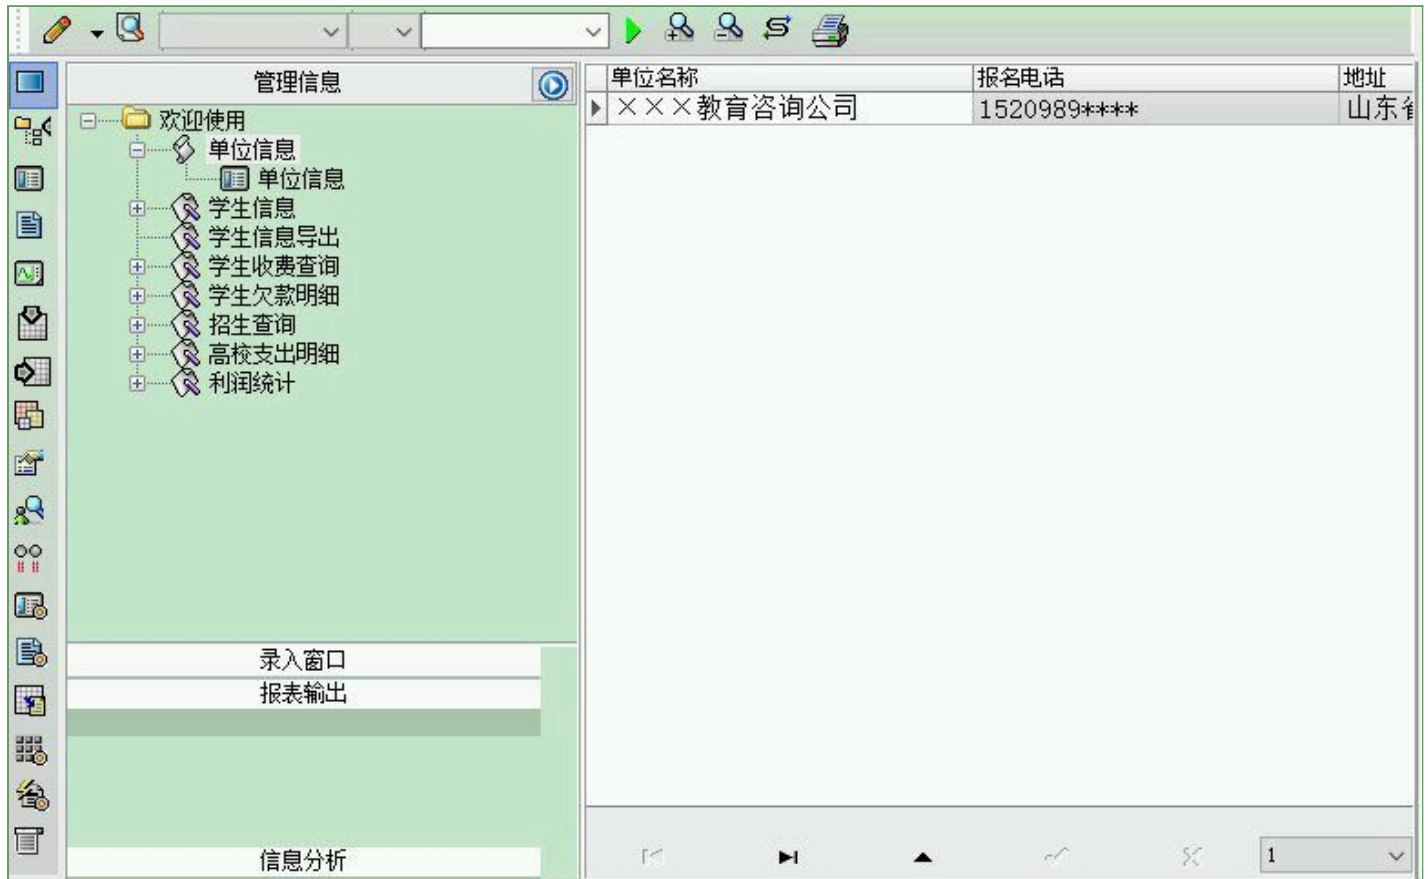 管理信息
欢迎使用
单位信息
单位信息
学生信息
学生信息导出
学生收费查询
学生欠款明细
招生查询
高校支出明细
利润统计
录入窗口
报表输出
信息分析
单位名称 报名电话 地址
×××教育咨询公司 1520989**** 山东
1